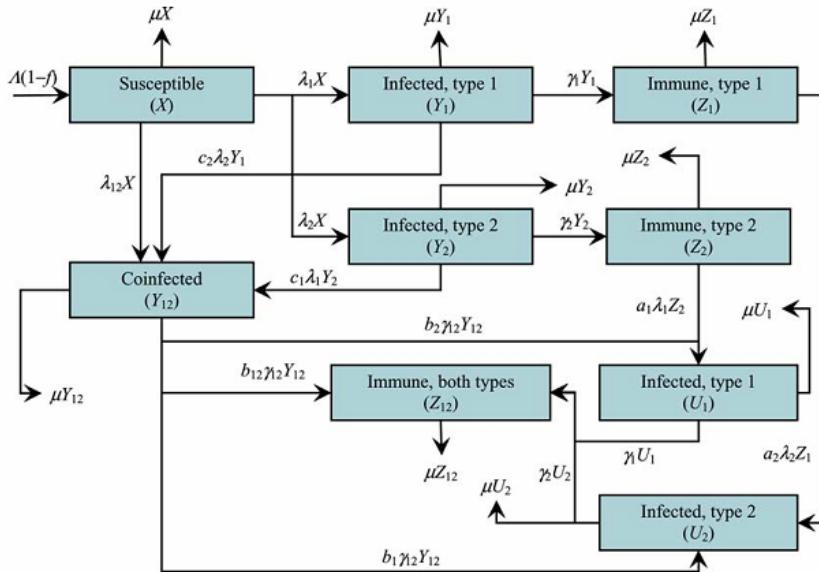 μX
μY₁
μZ₁
Λ(1−f)
Susceptible
(X)
λ₁X
Infected, type 1
(Y₁)
γ₁Y₁
Immune, type 1
(Z₁)
c₂λ₂Y₁
λ₁₂X
μZ₂
μY₂
λ₂X
Infected, type 2
(Y₂)
γ₂Y₂
Immune, type 2
(Z₂)
Coinfected
(Y₁₂)
c₁λ₁Y₂
a₁λ₁Z₂
μU₁
b₂γ₁₂Y₁₂
b₁₂γ₁₂Y₁₂
Immune, both types
(Z₁₂)
Infected, type 1
(U₁)
μY₁₂
γ₁U₁
a₂λ₂Z₁
μZ₁₂
γ₂U₂
μU₂
Infected, type 2
(U₂)
b₁γ₁₂Y₁₂